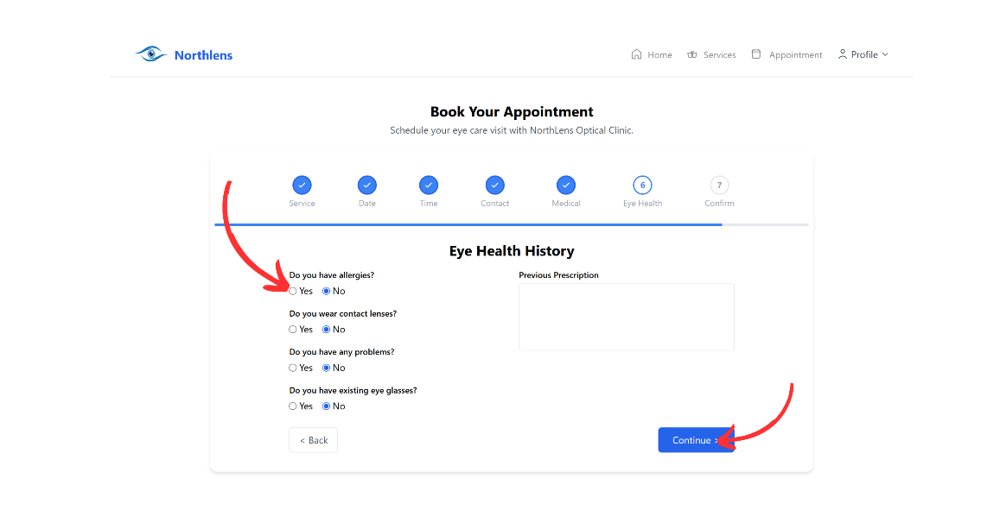 Northlens
Home Services Appointment Profile
Book Your Appointment
Schedule your eye care visit with NorthLens Optical Clinic.
6 7
Service Date Time Contact Medical Eye Health Confirm
Eye Health History
Do you have allergies?
Yes No
Do you wear contact lenses?
Yes No
Do you have any problems?
Yes No
Do you have existing eye glasses?
Yes No
Previous Prescription
< Back
Continue >